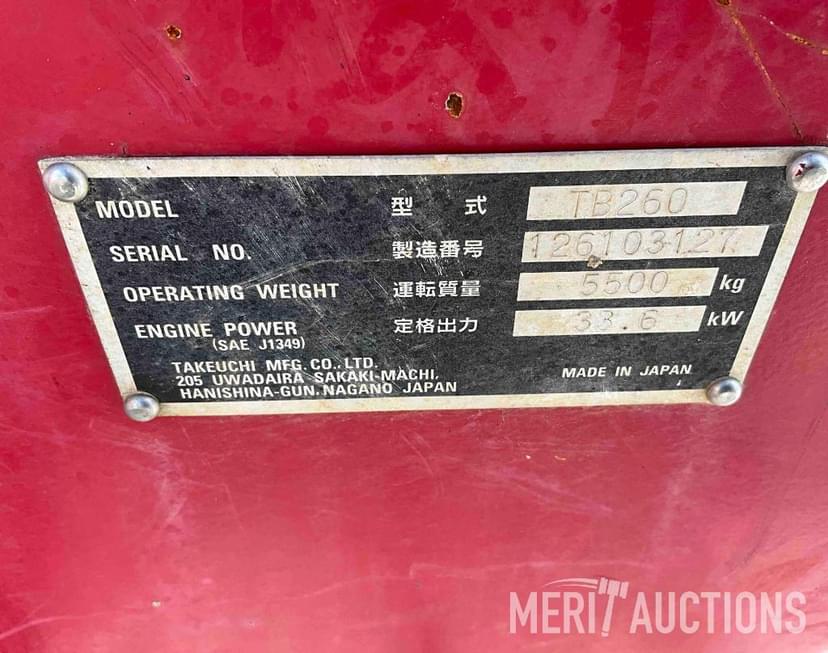 MODEL 型 式 TB260
SERIAL NO. 製造番号 126103127
OPERATING WEIGHT 運転質量 5500 kg
ENGINE POWER 定格出力 33.6 kW
(SAE J1349)
TAKEUCHI MFG. CO., LTD.
205 UWADAIRA SAKAKI-MACHI,
HANISHINA-GUN, NAGANO JAPAN
MADE IN JAPAN
MERIT AUCTIONS